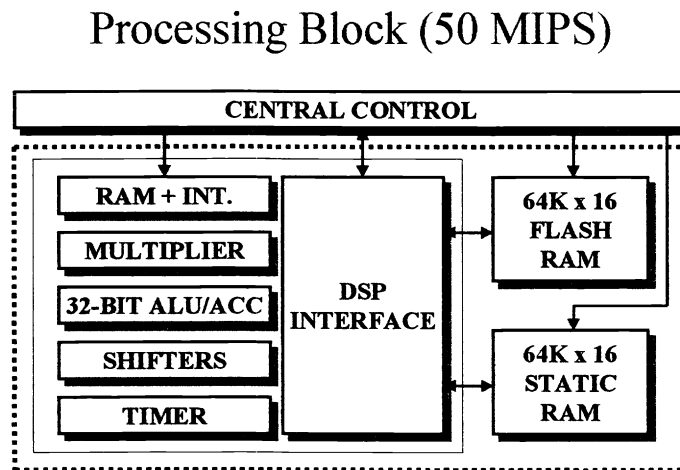 Processing Block (50 MIPS)
CENTRAL CONTROL
RAM + INT.
MULTIPLIER
32-BIT ALU/ACC
SHIFTERS
TIMER
DSP
INTERFACE
64K x 16
FLASH
RAM
64K x 16
STATIC
RAM